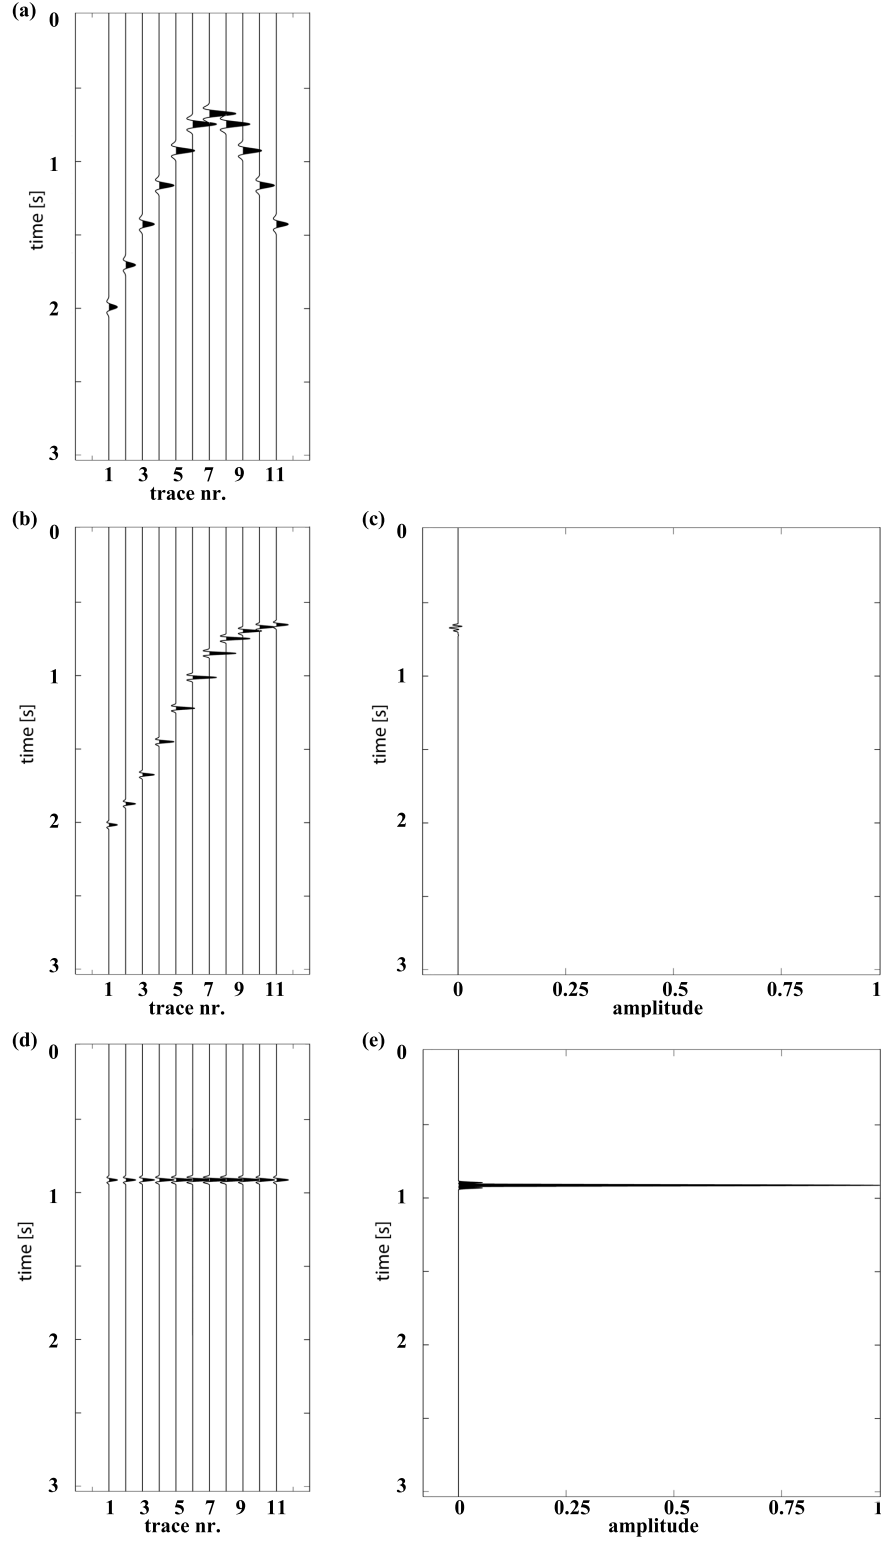 (a)
0
1
2
3
time [s]
1 3 5 7 9 11
trace nr.
(b)
0
1
2
3
time [s]
1 3 5 7 9 11
trace nr.
(c)
0
1
2
3
time [s]
0 0.25 0.5 0.75 1
amplitude
(d)
0
1
2
3
time [s]
1 3 5 7 9 11
trace nr.
(e)
0
1
2
3
time [s]
0 0.25 0.5 0.75 1
amplitude